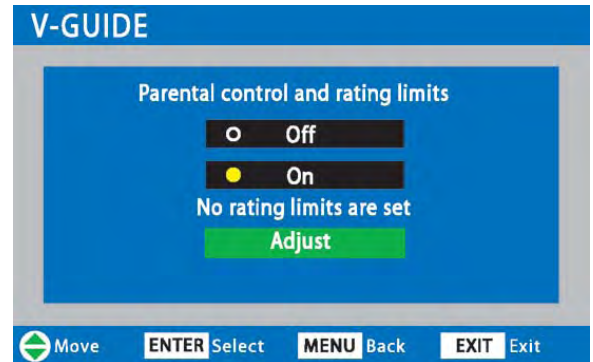 V-GUIDE
Parental control and rating limits
Off
On
No rating limits are set
Adjust
Move ENTER Select MENU Back EXIT Exit